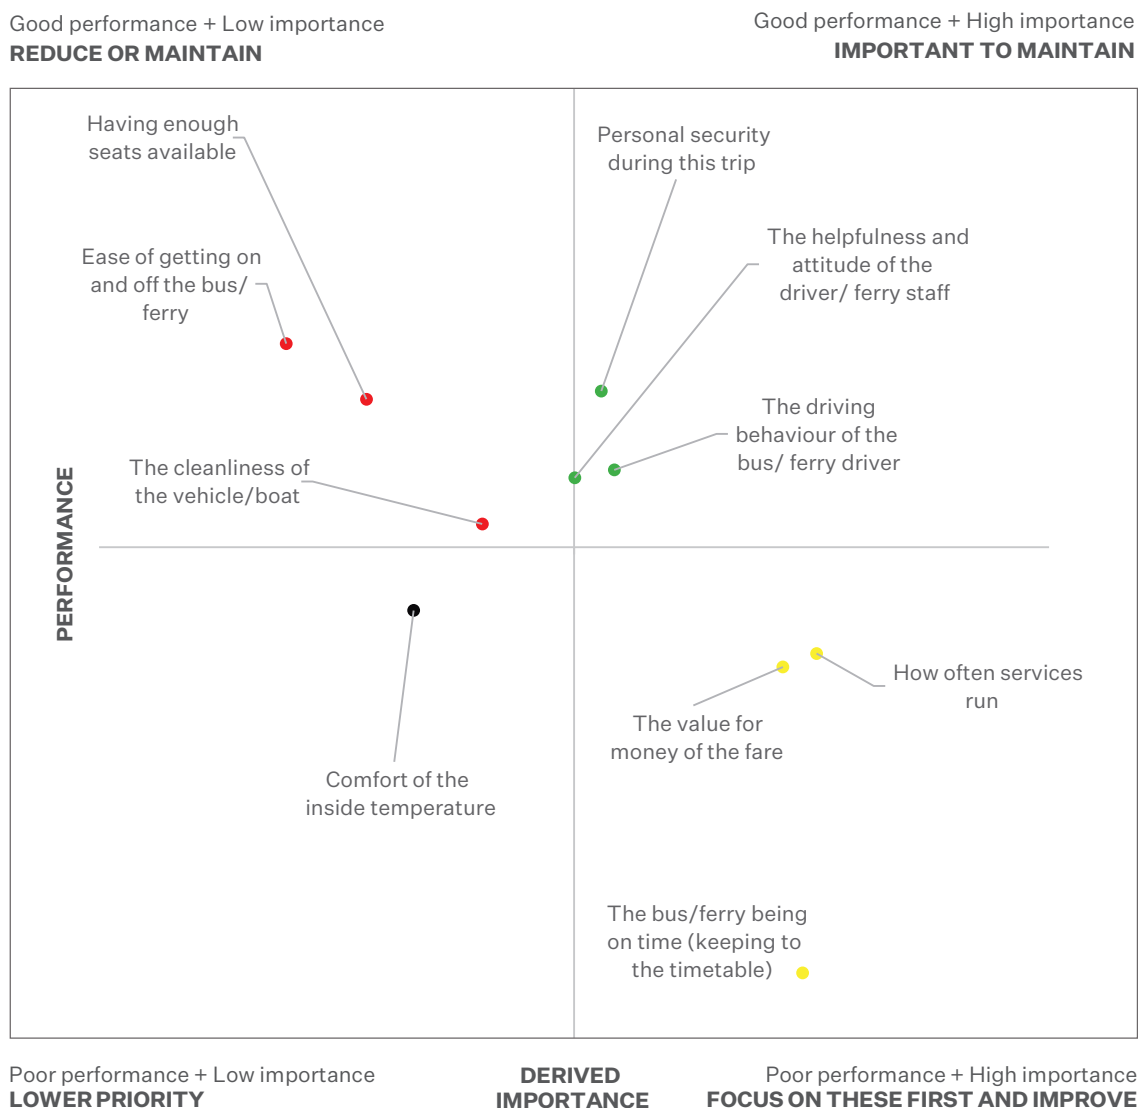 Good performance + Low importance
REDUCE OR MAINTAIN
Good performance + High importance
IMPORTANT TO MAINTAIN
Having enough
seats available
Personal security
during this trip
Ease of getting on
and off the bus/
ferry
The helpfulness and
attitude of the
driver/ ferry staff
The driving
behaviour of the
bus/ ferry driver
The cleanliness of
the vehicle/boat
PERFORMANCE
How often services
run
The value for
money of the fare
Comfort of the
inside temperature
The bus/ferry being
on time (keeping to
the timetable)
Poor performance + Low importance
LOWER PRIORITY
DERIVED
IMPORTANCE
Poor performance + High importance
FOCUS ON THESE FIRST AND IMPROVE